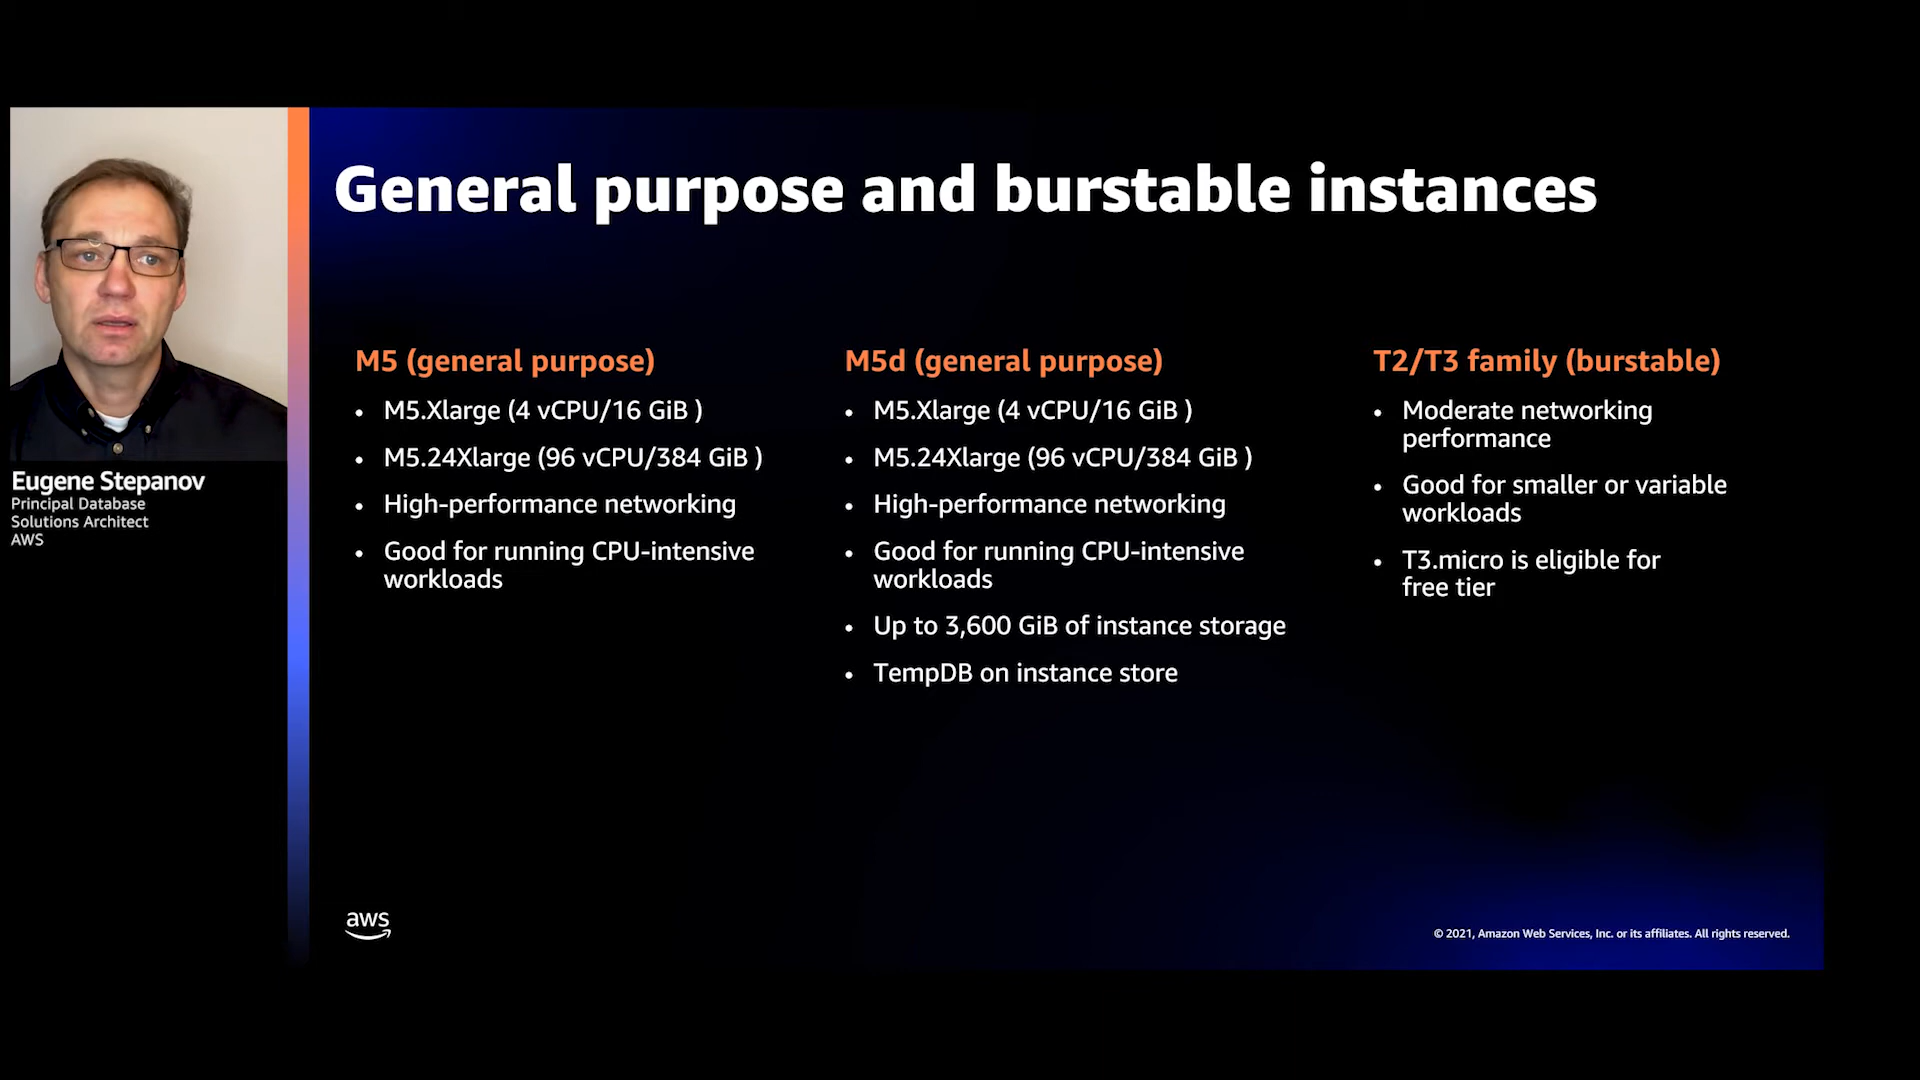 General purpose and burstable instances
M5 (general purpose)
• M5.Xlarge (4 vCPU/16 GiB )
• M5.24Xlarge (96 vCPU/384 GiB )
• High-performance networking
• Good for running CPU-intensive
workloads
M5d (general purpose)
• M5.Xlarge (4 vCPU/16 GiB )
• M5.24Xlarge (96 vCPU/384 GiB )
• High-performance networking
• Good for running CPU-intensive
workloads
• Up to 3,600 GiB of instance storage
• TempDB on instance store
T2/T3 family (burstable)
• Moderate networking
performance
• Good for smaller or variable
workloads
• T3.micro is eligible for
free tier
Eugene Stepanov
Principal Database
Solutions Architect
AWS
aws
© 2021, Amazon Web Services, Inc. or its affiliates. All rights reserved.